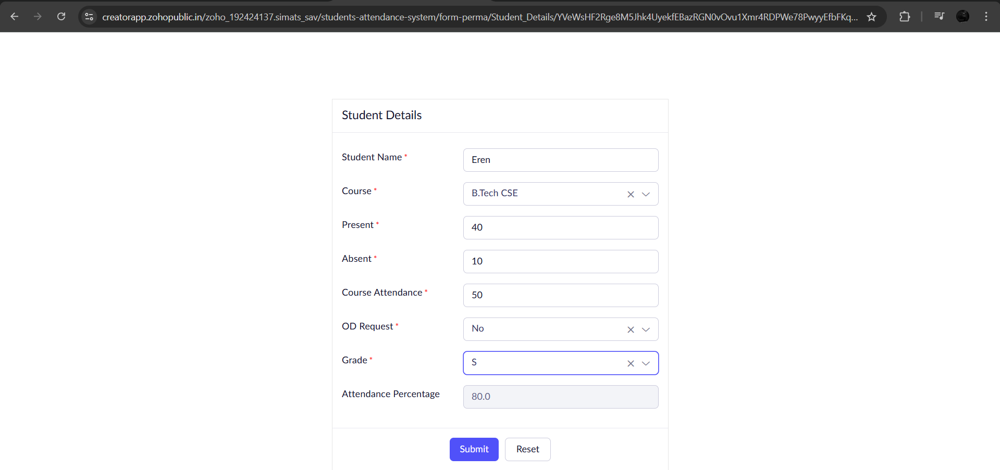 creatorapp.zohopublic.in/zoho_192424137.simats_sav/students-attendance-system/form-perma/Student_Details/YVeWsHF2Rge8M5Jhk4UyekfEBazRGN0vOvu1Xmr4RDPWe78PwyyEfbFKq...
Student Details
Student Name * Eren
Course * B.Tech CSE
Present * 40
Absent * 10
Course Attendance * 50
OD Request * No
Grade * S
Attendance Percentage 80.0
Submit Reset